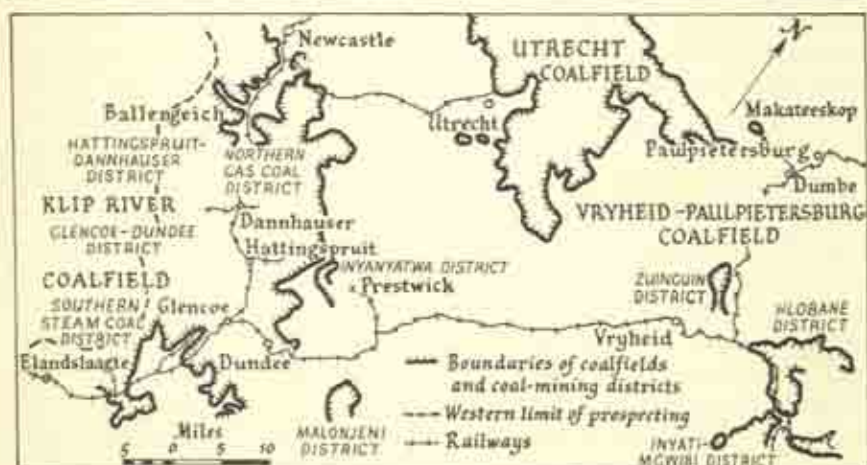 Newcastle
UTRECHT
COALFIELD
N
Ballengeich
Utrecht
Makateeskop
HATTINGSPRUIT-
DANNHAUSER
DISTRICT
NORTHERN
GAS COAL
DISTRICT
Paulpietersburg
Dumbe
KLIP RIVER
Dannhauser
VRYHEID-PAULPIETERSBURG
COALFIELD
GLENCOE-DUNDEE
DISTRICT
Hattingspruit
INYANYATWA DISTRICT
COALFIELD
Prestwick
ZUINGUIN
DISTRICT
SOUTHERN
STEAM COAL
DISTRICT
Glencoe
HLOBANE
DISTRICT
Elandslaagte
Dundee
Vryheid
Boundaries of coalfields
and coal-mining districts
Western limit of prospecting
Railways
Miles
5 0 5 10
MALONJENI
DISTRICT
INYATI-
MGWIBI DISTRICT